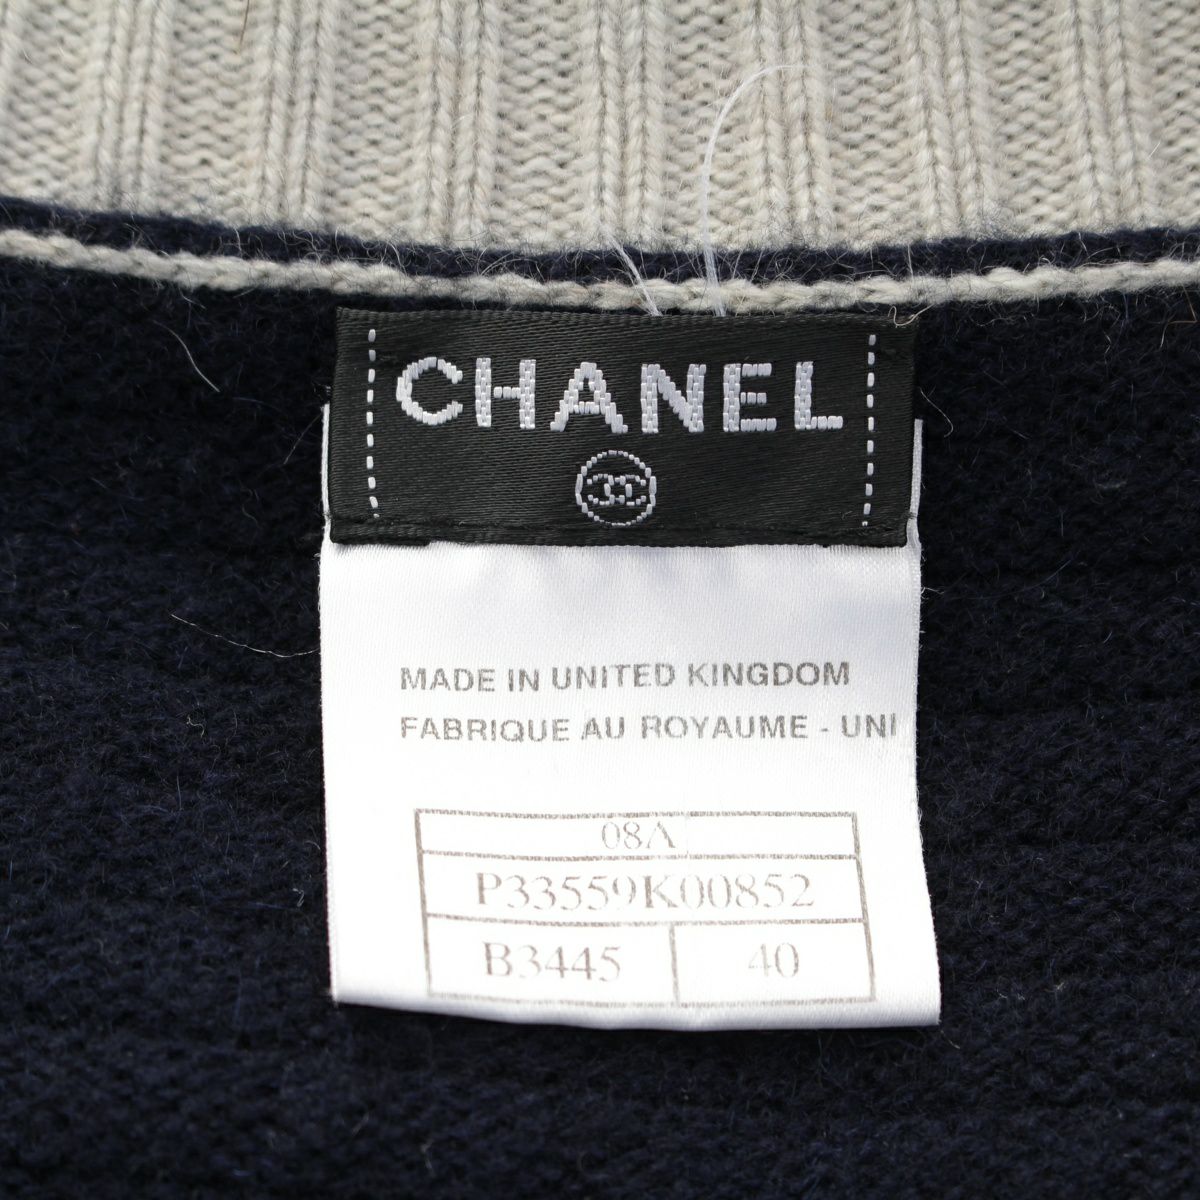 CHANEL
MADE IN UNITED KINGDOM
FABRIQUE AU ROYAUME - UNI
08A
P33559K00852
B3445 40